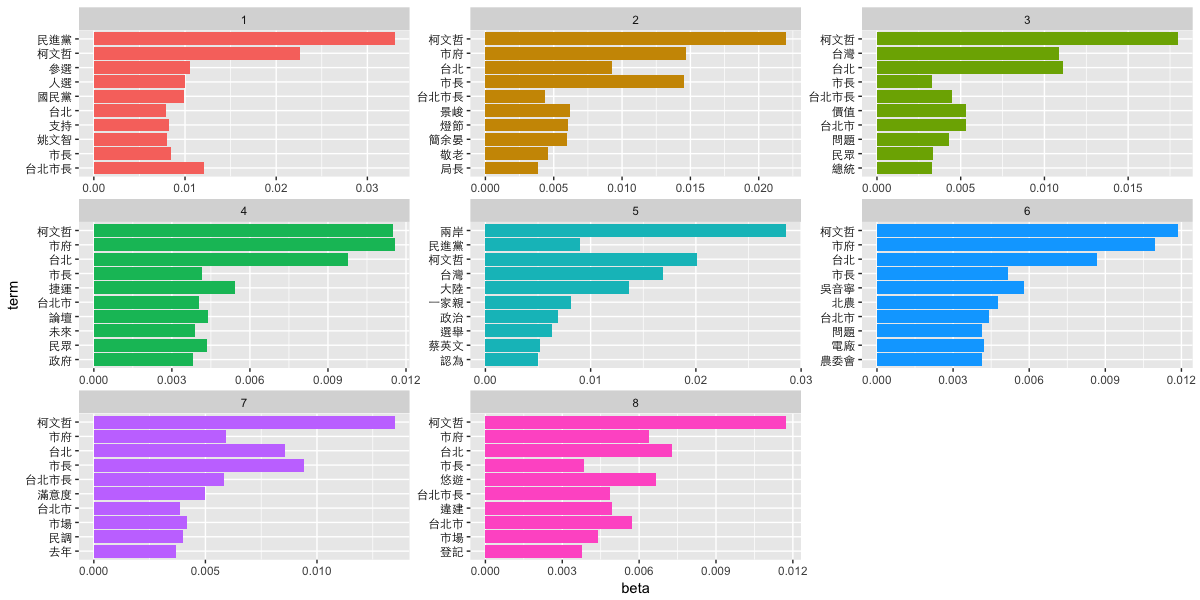 1
民進黨
柯文哲
參選
人選
國民黨
台北
支持
姚文智
市長
台北市長
0.00 0.01 0.02 0.03
2
柯文哲
市府
台北
市長
台北市長
景峻
燈節
簡余晏
敬老
局長
0.000 0.005 0.010 0.015 0.020
3
柯文哲
台灣
台北
市長
台北市長
價值
台北市
問題
民眾
總統
0.000 0.005 0.010 0.015
4
柯文哲
市府
台北
市長
捷運
台北市
論壇
未來
民眾
政府
0.000 0.003 0.006 0.009 0.012
5
兩岸
民進黨
柯文哲
台灣
大陸
一家親
政治
選舉
蔡英文
認為
0.00 0.01 0.02 0.03
6
柯文哲
市府
台北
市長
吳音寧
北農
台北市
問題
電廠
農委會
0.000 0.003 0.006 0.009 0.012
7
柯文哲
市府
台北
市長
台北市長
滿意度
台北市
市場
民調
去年
0.000 0.005 0.010
8
柯文哲
市府
台北
市長
悠遊
台北市長
違建
台北市
市場
登記
0.000 0.003 0.006 0.009 0.012
term
beta